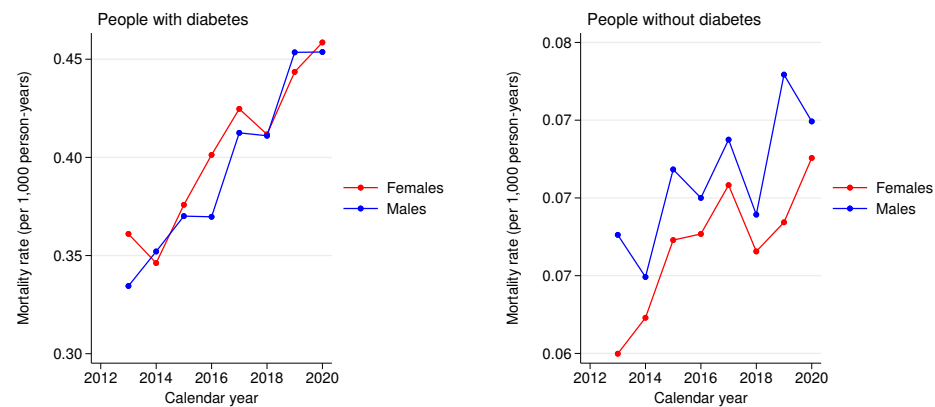 People with diabetes
Mortality rate (per 1,000 person-years)
0.45
0.40
0.35
0.30
2012 2014 2016 2018 2020
Calendar year
Females
Males
People without diabetes
Mortality rate (per 1,000 person-years)
0.08
0.07
0.07
0.07
0.06
2012 2014 2016 2018 2020
Calendar year
Females
Males